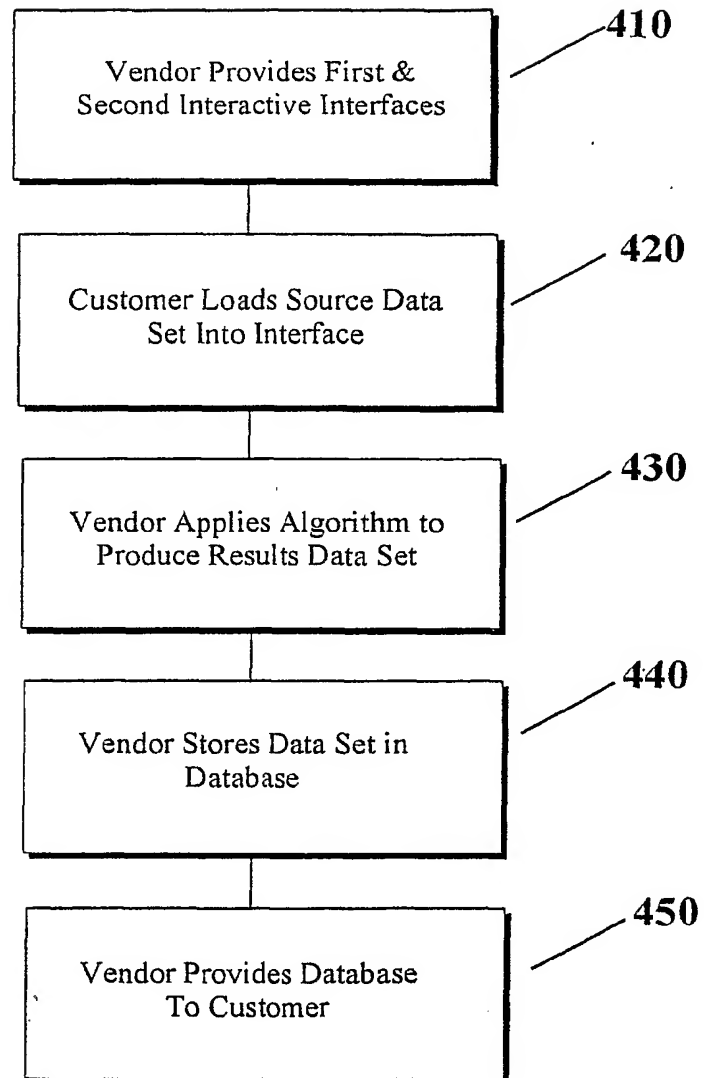 410
Vendor Provides First &
Second Interactive Interfaces
420
Customer Loads Source Data
Set Into Interface
430
Vendor Applies Algorithm to
Produce Results Data Set
440
Vendor Stores Data Set in
Database
450
Vendor Provides Database
To Customer